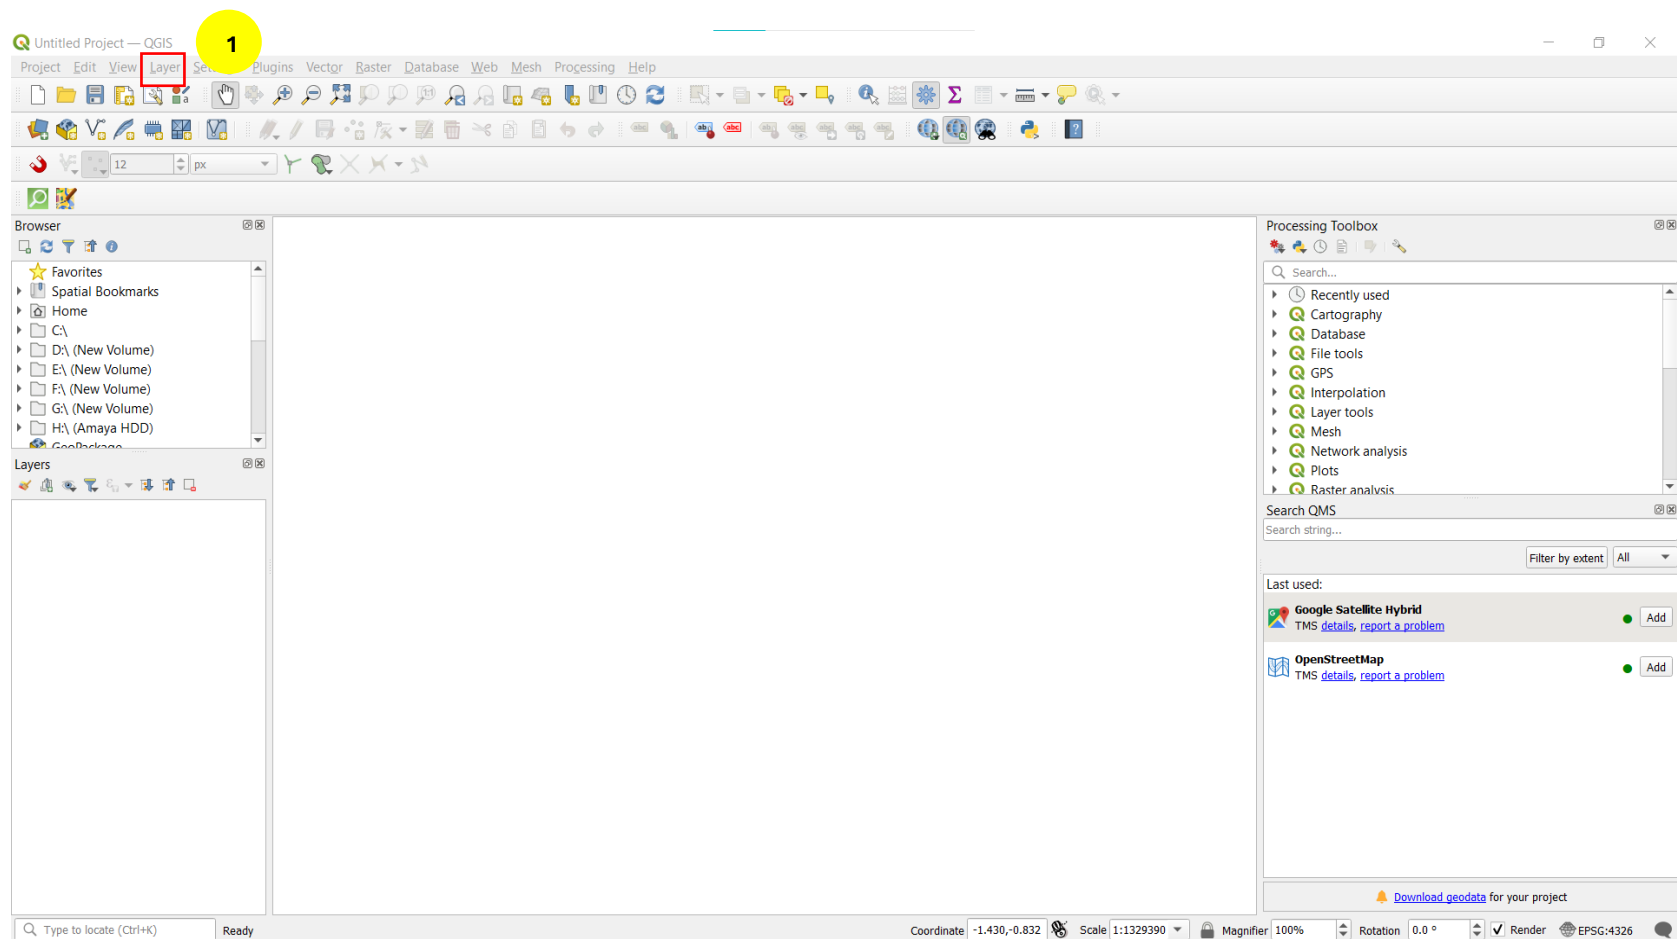 Untitled Project — QGIS
1
Project Edit View Layer Plugins Vector Raster Database Web Mesh Processing Help
12 px
Browser
Favorites
Spatial Bookmarks
Home
C:\
D:\ (New Volume)
E:\ (New Volume)
F:\ (New Volume)
G:\ (New Volume)
H:\ (Amaya HDD)
GeoPackage
Layers
Processing Toolbox
Search...
Recently used
Cartography
Database
File tools
GPS
Interpolation
Layer tools
Mesh
Network analysis
Plots
Raster analysis
Search QMS
Search string...
Filter by extent All
Last used:
Google Satellite Hybrid
TMS details, report a problem
Add
OpenStreetMap
TMS details, report a problem
Add
Download geodata for your project
Type to locate (Ctrl+K) Ready Coordinate -1.430,-0.832 Scale 1:1329390 Magnifier 100% Rotation 0.0 ° Render EPSG:4326